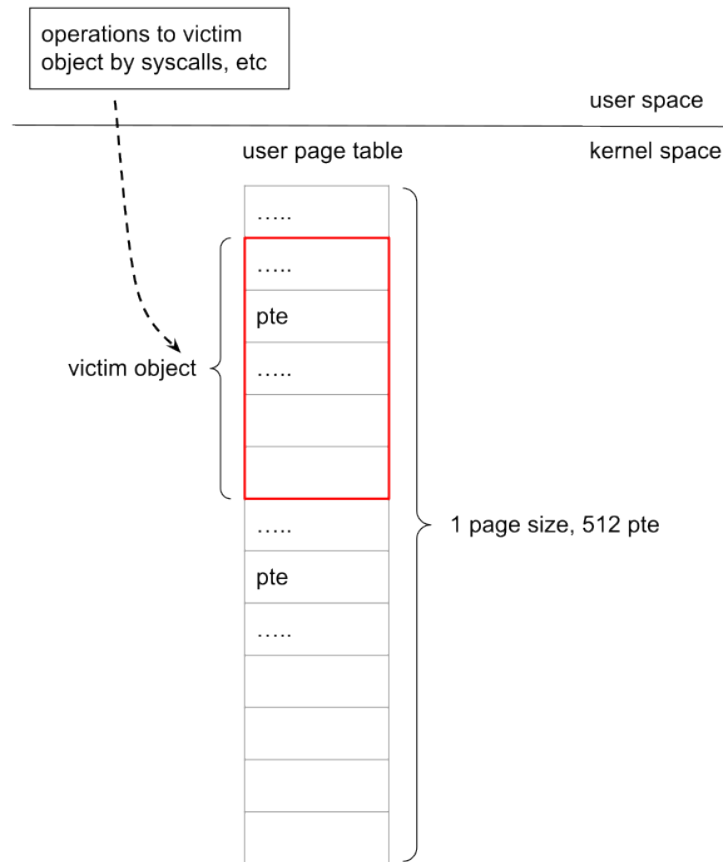 operations to victim
object by syscalls, etc
user space
user page table
kernel space
.....
.....
pte
.....
victim object
.....
1 page size, 512 pte
pte
.....